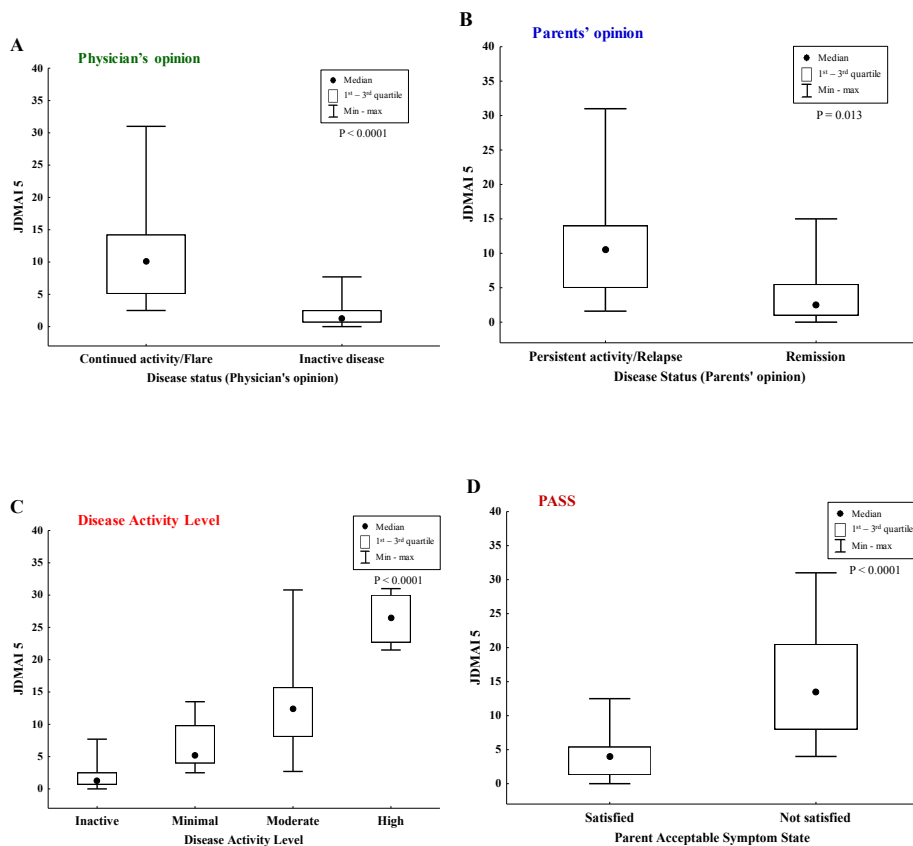 A
Physician's opinion
Median
1st – 3rd quartile
Min - max
P < 0.0001
40
35
30
25
20
15
10
5
0
JDMAI 5
Continued activity/Flare Inactive disease
Disease status (Physician's opinion)
B
Parents' opinion
Median
1st – 3rd quartile
Min - max
P = 0.013
40
35
30
25
20
15
10
5
0
JDMAI 5
Persistent activity/Relapse Remission
Disease Status (Parents' opinion)
C
Disease Activity Level
Median
1st – 3rd quartile
Min - max
P < 0.0001
40
35
30
25
20
15
10
5
0
JDMAI 5
Inactive Minimal Moderate High
Disease Activity Level
D
PASS
Median
1st – 3rd quartile
Min - max
P < 0.0001
40
35
30
25
20
15
10
5
0
JDMAI 5
Satisfied Not satisfied
Parent Acceptable Symptom State